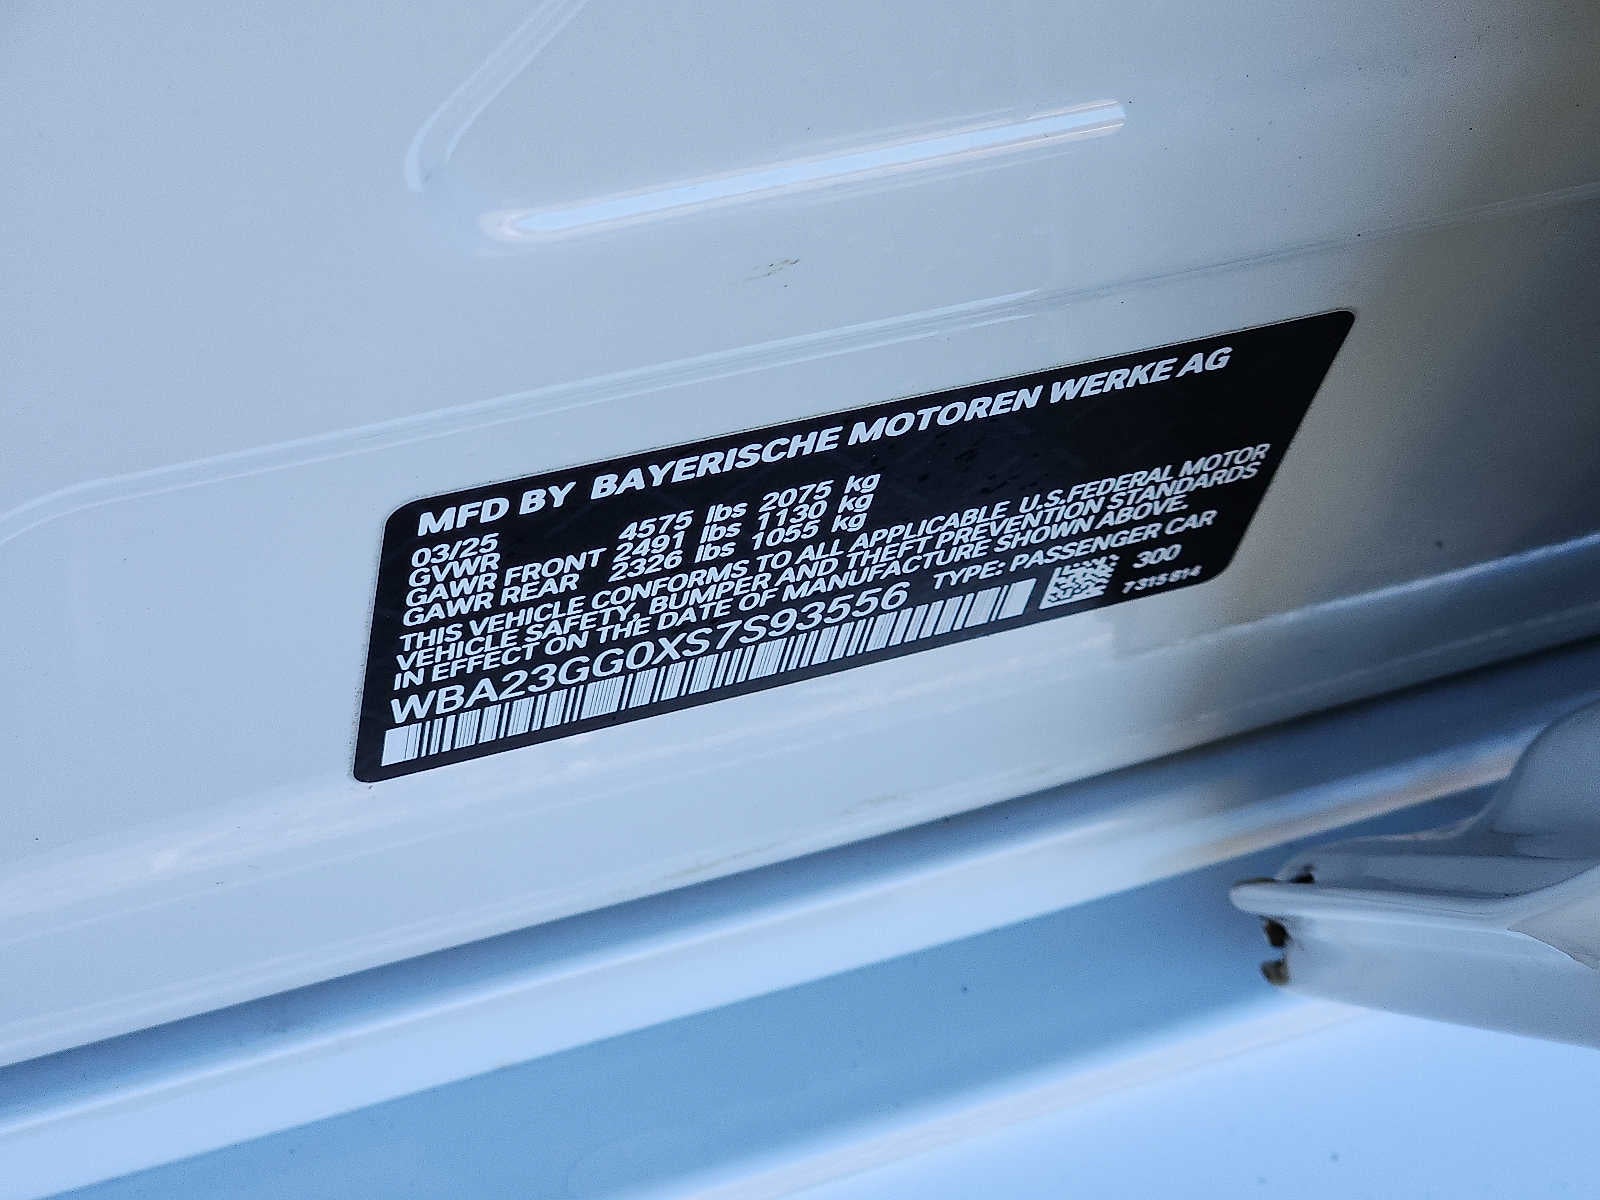 MFD BY BAYERISCHE MOTOREN WERKE AG
03/25
GVWR 4575 lbs 2075 kg
GAWR FRONT 2491 lbs 1130 kg
GAWR REAR 2326 lbs 1055 kg
THIS VEHICLE CONFORMS TO ALL APPLICABLE U.S.FEDERAL MOTOR
VEHICLE SAFETY, BUMPER AND THEFT PREVENTION STANDARDS
IN EFFECT ON THE DATE OF MANUFACTURE SHOWN ABOVE.
WBA23GG0XS7S93556 TYPE: PASSENGER CAR
300
7315814